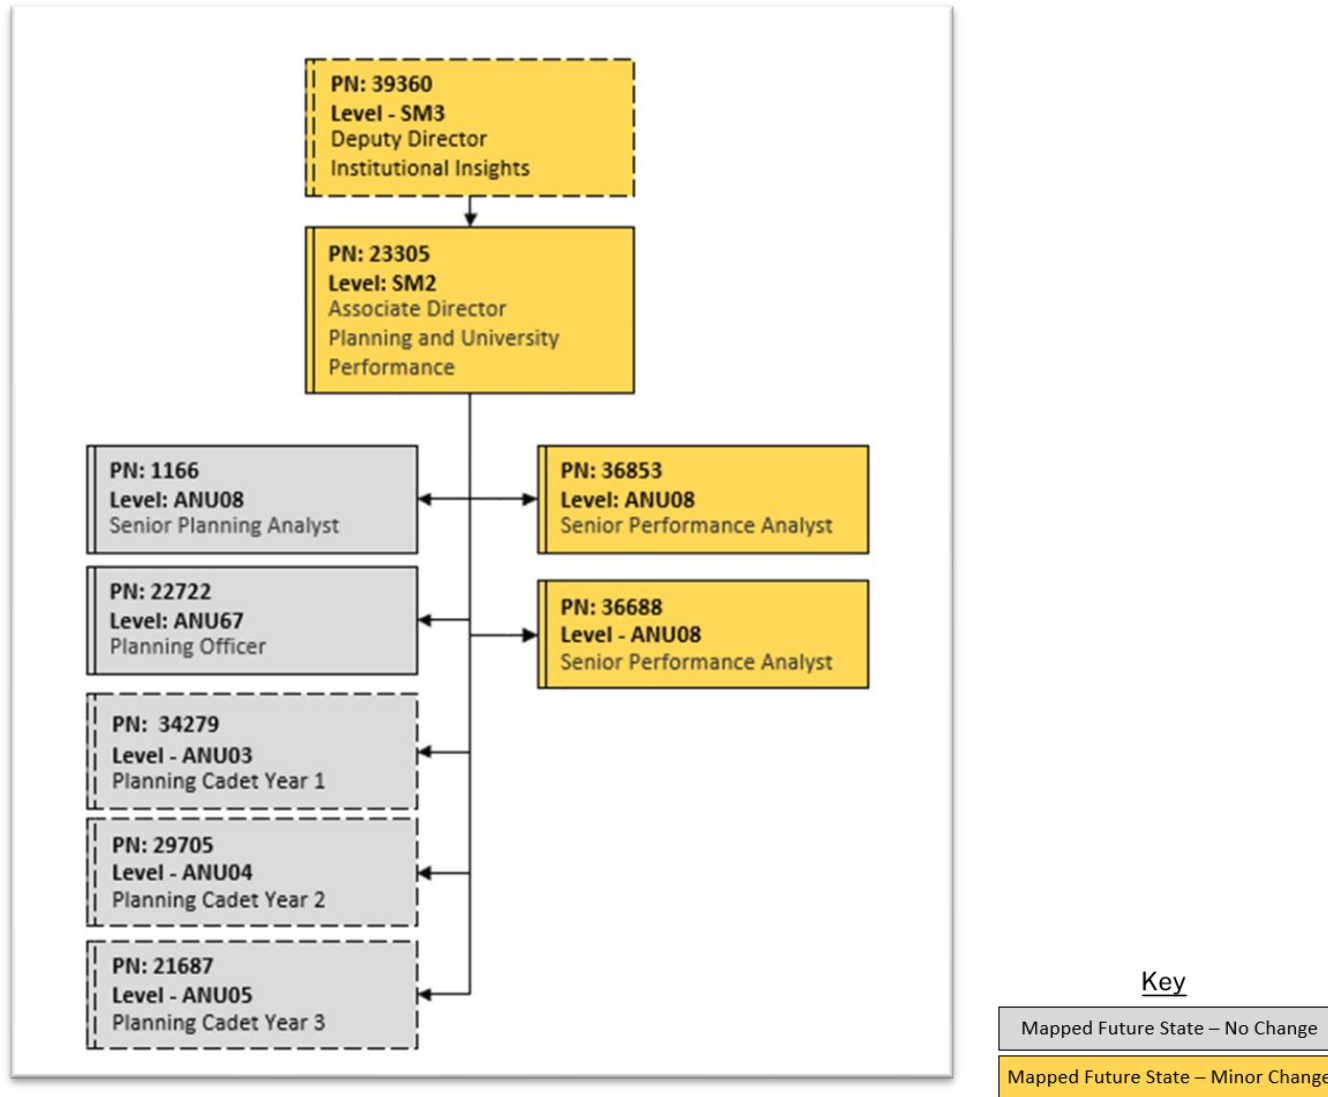 PN: 39360
Level - SM3
Deputy Director
Institutional Insights
PN: 23305
Level: SM2
Associate Director
Planning and University
Performance
PN: 1166
Level: ANU08
Senior Planning Analyst
PN: 36853
Level: ANU08
Senior Performance Analyst
PN: 22722
Level: ANU67
Planning Officer
PN: 36688
Level - ANU08
Senior Performance Analyst
PN:  34279
Level - ANU03
Planning Cadet Year 1
PN: 29705
Level - ANU04
Planning Cadet Year 2
PN: 21687
Level - ANU05
Planning Cadet Year 3
Key
Mapped Future State – No Change
Mapped Future State – Minor Change